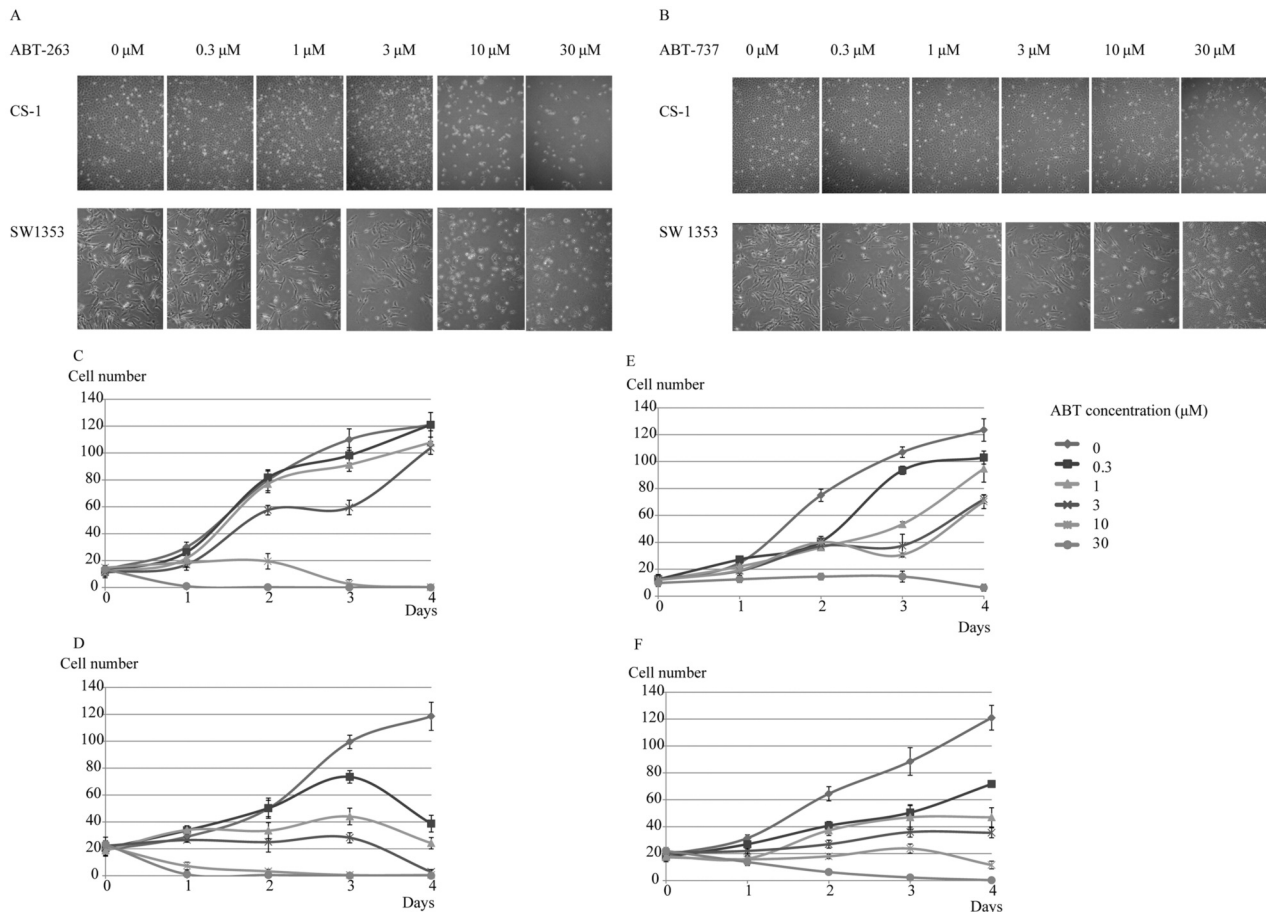 A
ABT-263 0 µM 0.3 µM 1 µM 3 µM 10 µM 30 µM
CS-1
SW1353
B
ABT-737 0 µM 0.3 µM 1 µM 3 µM 10 µM 30 µM
CS-1
SW 1353
C
Cell number
140
120
100
80
60
40
20
0
0 1 2 3 4
Days
E
Cell number
140
120
100
80
60
40
20
0
0 1 2 3 4
Days
ABT concentration (µM)
0
0.3
1
3
10
30
D
Cell number
140
120
100
80
60
40
20
0
0 1 2 3 4
Days
F
Cell number
140
120
100
80
60
40
20
0
0 1 2 3 4
Days